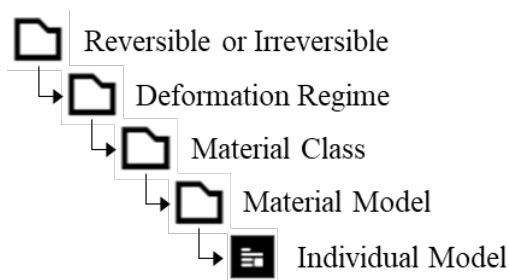 Reversible or Irreversible
Deformation Regime
Material Class
Material Model
Individual Model